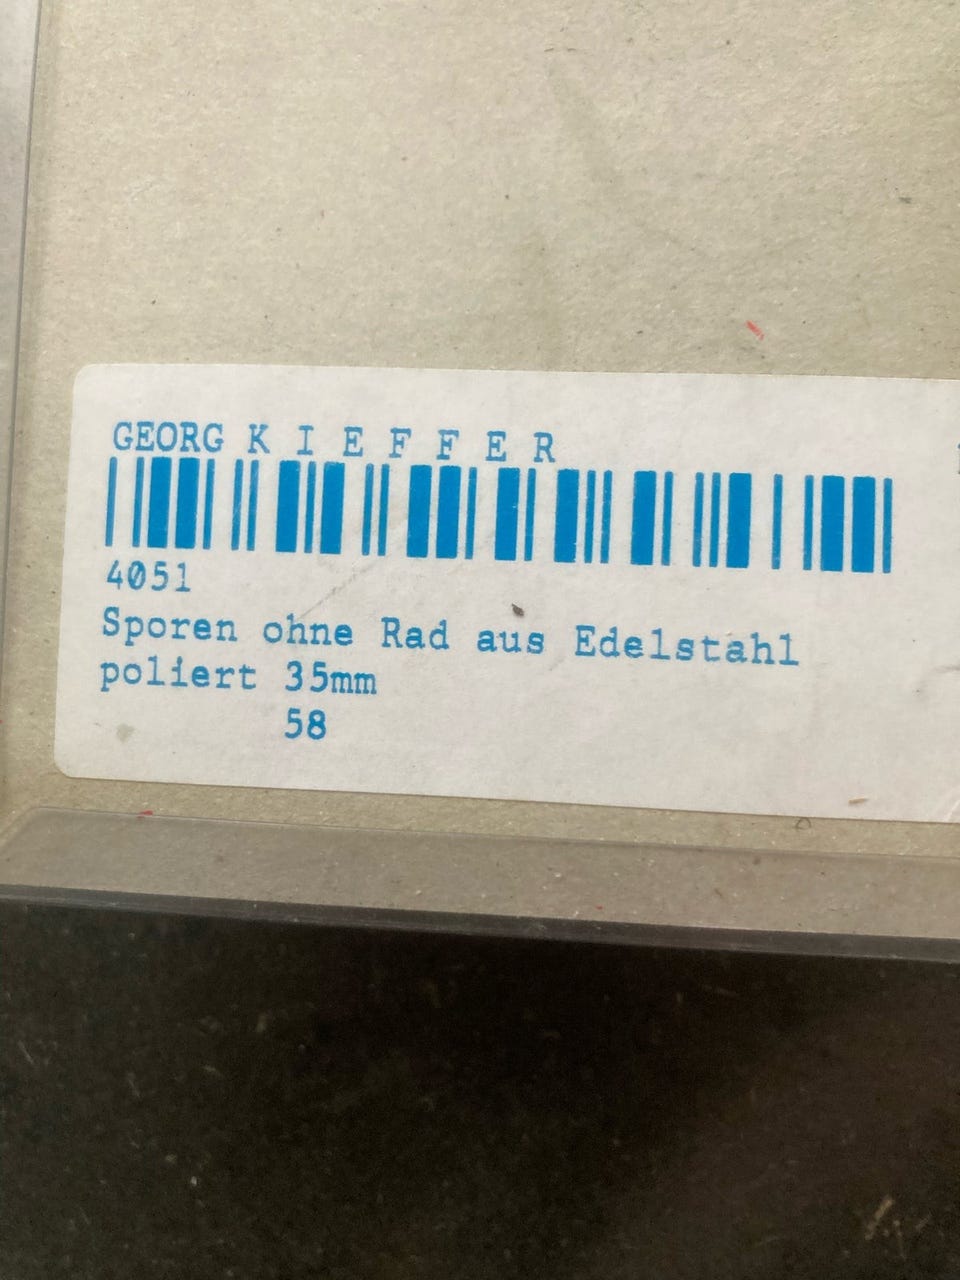 GEORG K I E F F E R
4051
Sporen ohne Rad aus Edelstahl
poliert 35mm
58